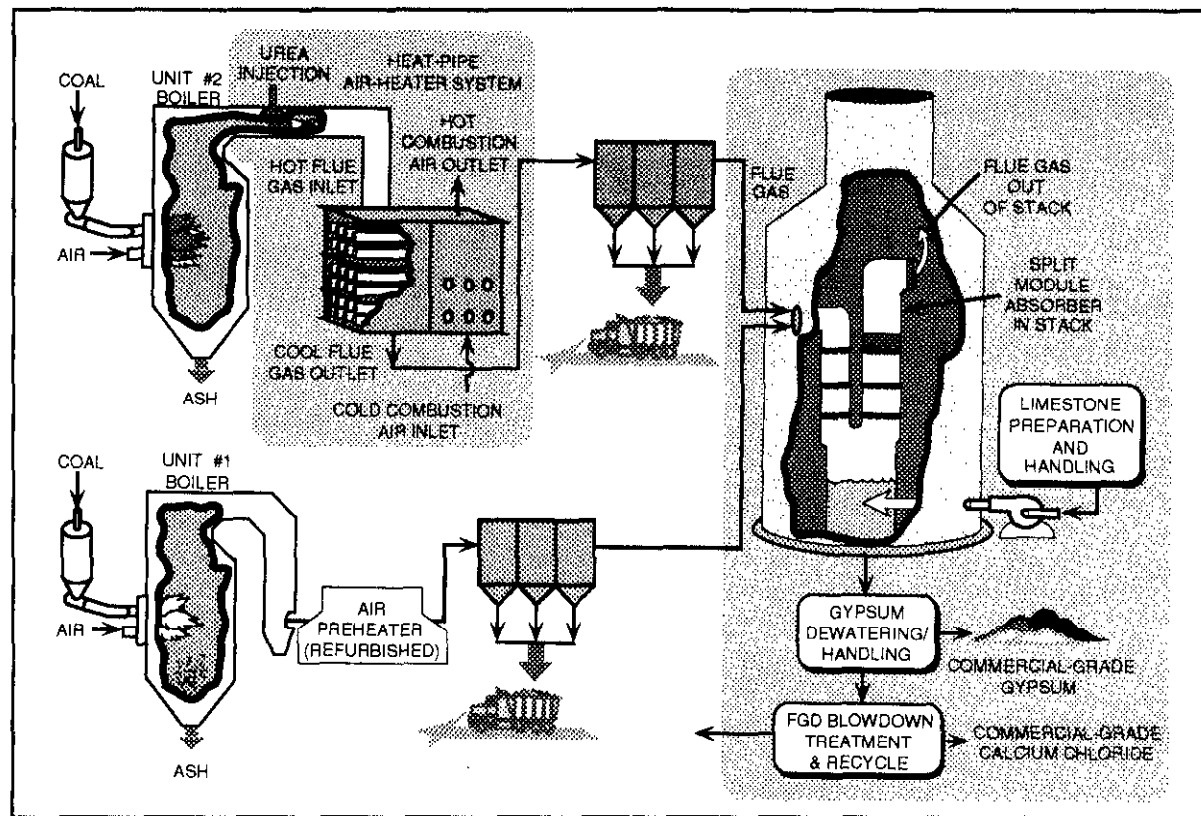 COAL
UNIT #2
BOILER
UREA
INJECTION
HEAT-PIPE
AIR-HEATER SYSTEM
HOT
COMBUSTION
AIR OUTLET
HOT FLUE
GAS INLET
AIR
COOL FLUE
GAS OUTLET
ASH
COLD COMBUSTION
AIR INLET
FLUE
GAS
FLUE GAS
OUT
OF STACK
SPLIT
MODULE
ABSORBER
IN STACK
LIMESTONE
PREPARATION
AND
HANDLING
COAL
UNIT #1
BOILER
AIR
AIR
PREHEATER
(REFURBISHED)
ASH
GYPSUM
DEWATERING/
HANDLING
COMMERCIAL-GRADE
GYPSUM
FGD BLOWDOWN
TREATMENT
& RECYCLE
COMMERCIAL-GRADE
CALCIUM CHLORIDE